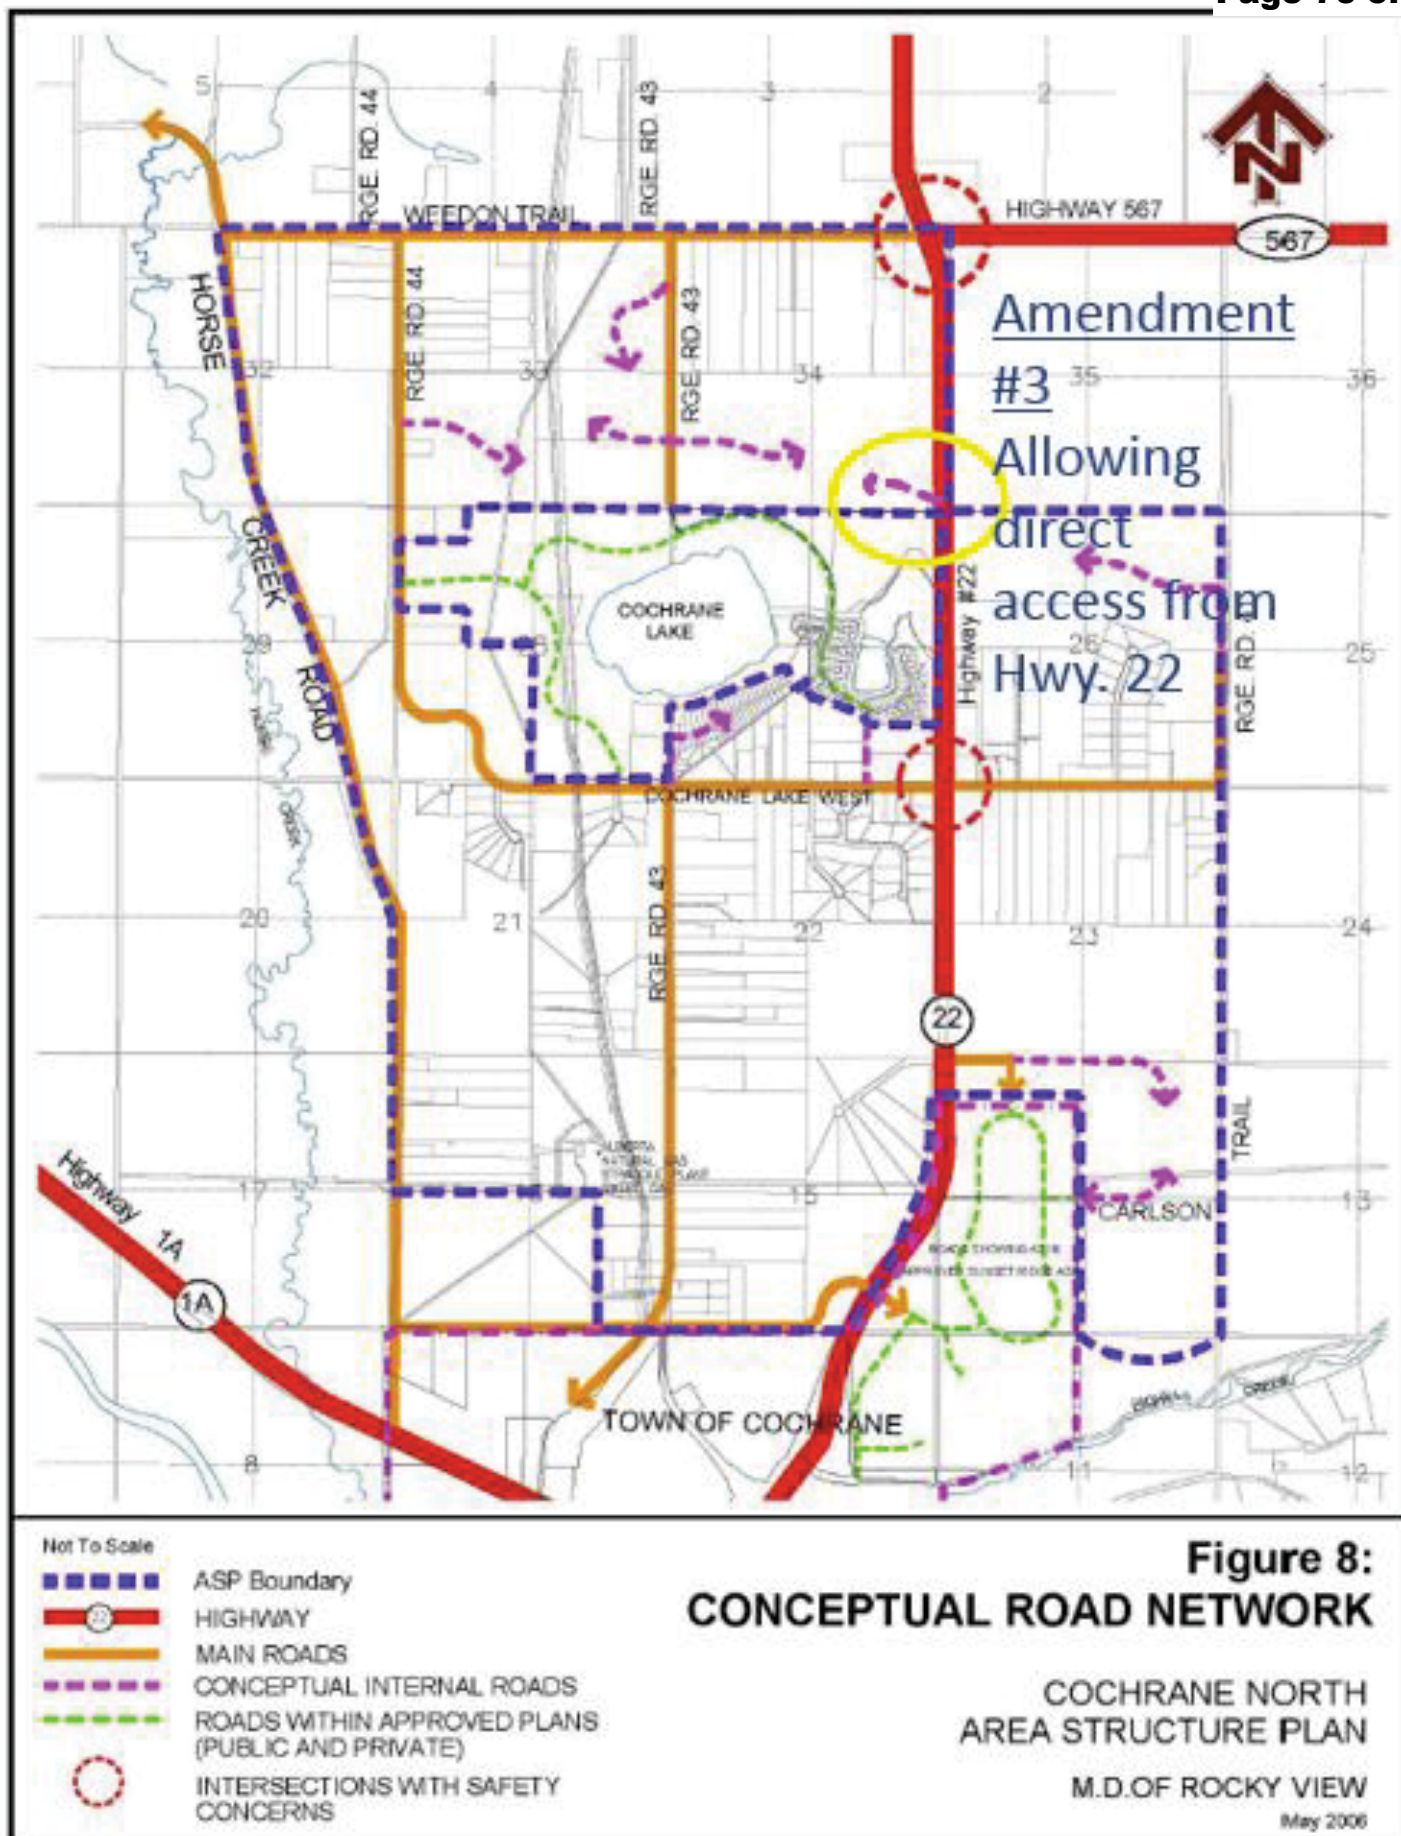 5
4
3
2
1
RGE. RD. 44
RGE. RD. 43
N
WEEDON TRAIL
HIGHWAY 567
567
HORSE
RGE. RD. 44
RGE. RD. 43
Amendment
#3
Allowing
direct
access from
Hwy. 22
32
33
34
35
36
CREEK
ROAD
COCHRANE
LAKE
Highway #22
RGE. RD.
29
26
25
COCHRANE LAKE WEST
RGE. RD. 43
20
21
22
23
24
22
TRAIL
Highway 1A
1A
17
15
13
CARLSON
TOWN OF COCHRANE
CREEK
8
11
12
Not To Scale
ASP Boundary
22
HIGHWAY
MAIN ROADS
CONCEPTUAL INTERNAL ROADS
ROADS WITHIN APPROVED PLANS
(PUBLIC AND PRIVATE)
INTERSECTIONS WITH SAFETY
CONCERNS
Figure 8:
CONCEPTUAL ROAD NETWORK
COCHRANE NORTH
AREA STRUCTURE PLAN
M.D.OF ROCKY VIEW
May 2006